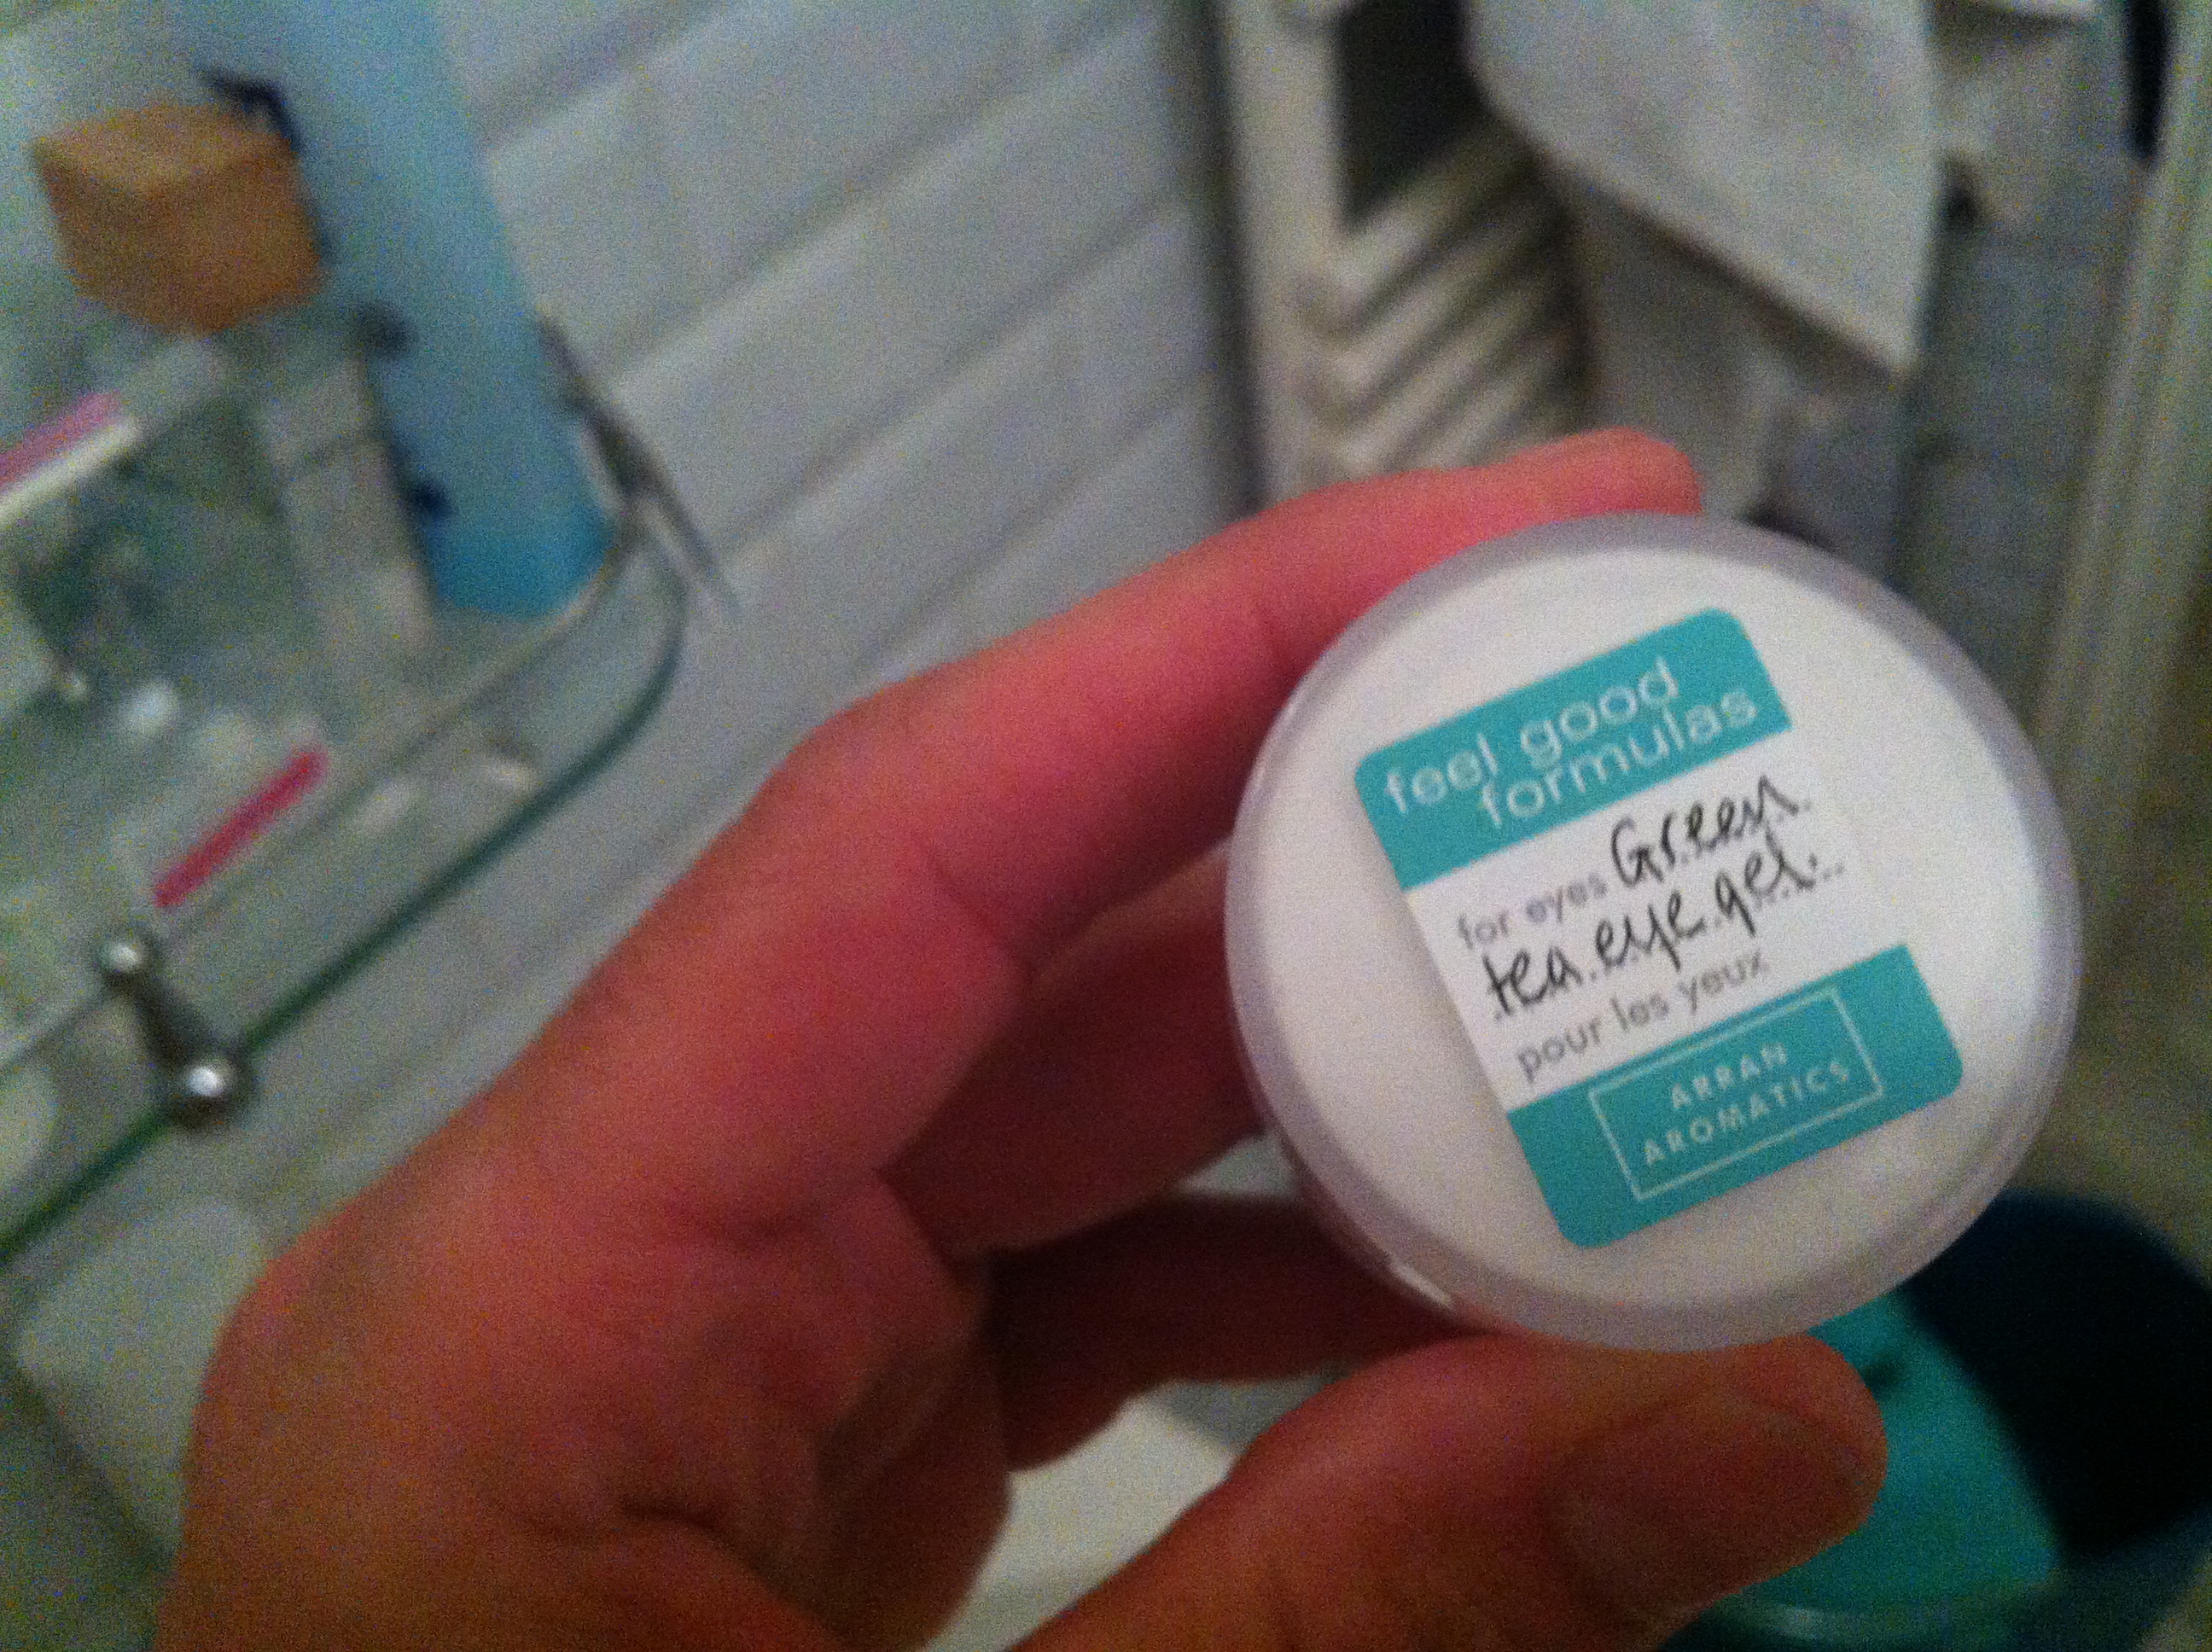 feel good
formulas
for eyes Green
tea eye gel.
pour les yeux
ARRAN
AROMATICS